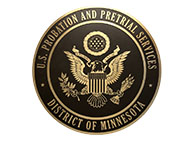 U.S. PROBATION AND PRETRIAL SERVICES
DISTRICT OF MINNESOTA